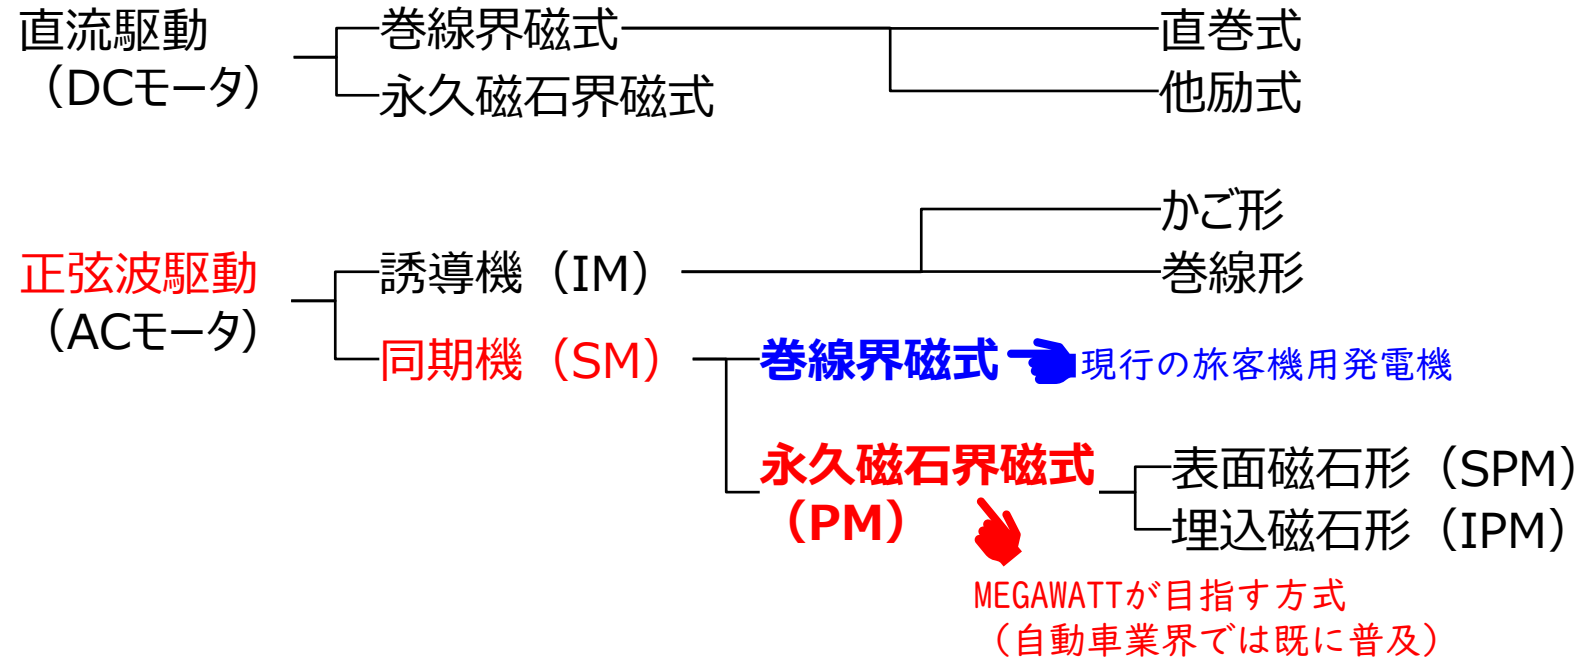 直流駆動
（DCモータ）
巻線界磁式
永久磁石界磁式
直巻式
他励式
正弦波駆動
（ACモータ）
誘導機（IM）
かご形
巻線形
同期機（SM）
巻線界磁式
現行の旅客機用発電機
永久磁石界磁式
（PM）
表面磁石形（SPM）
埋込磁石形（IPM）
MEGAWATTが目指す方式
（自動車業界では既に普及）